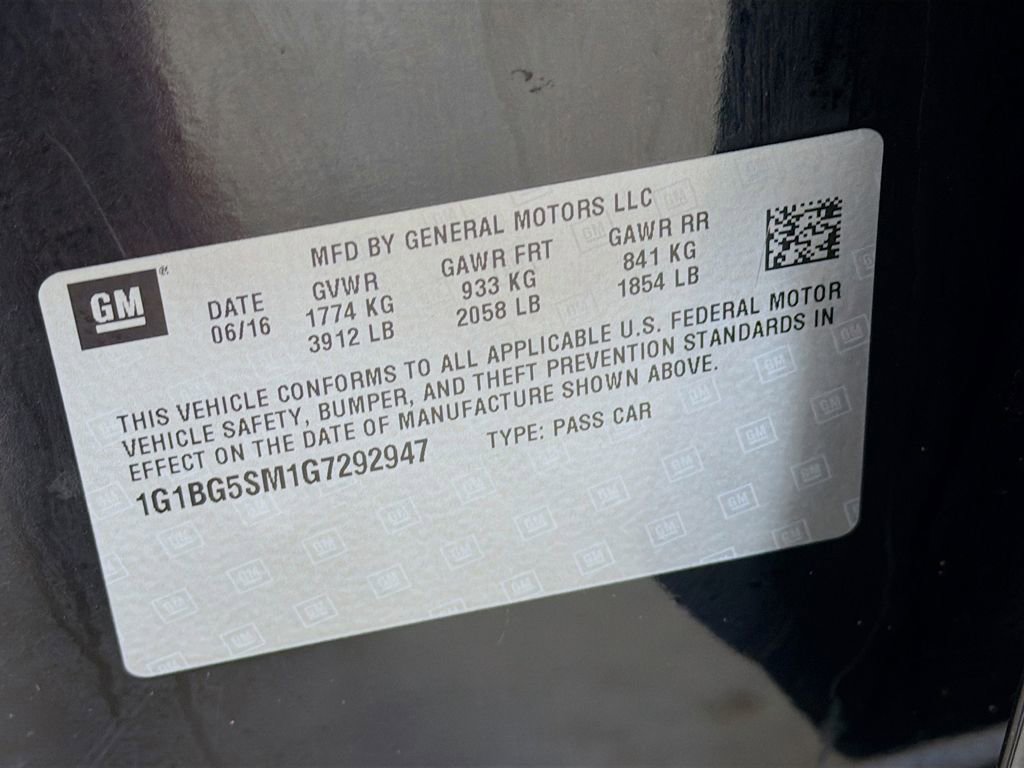 MFD BY GENERAL MOTORS LLC
GM®
DATE GVWR GAWR FRT GAWR RR
06/16 1774 KG 933 KG 841 KG
3912 LB 2058 LB 1854 LB
THIS VEHICLE CONFORMS TO ALL APPLICABLE U.S. FEDERAL MOTOR
VEHICLE SAFETY, BUMPER, AND THEFT PREVENTION STANDARDS IN
EFFECT ON THE DATE OF MANUFACTURE SHOWN ABOVE.
1G1BG5SM1G7292947 TYPE: PASS CAR